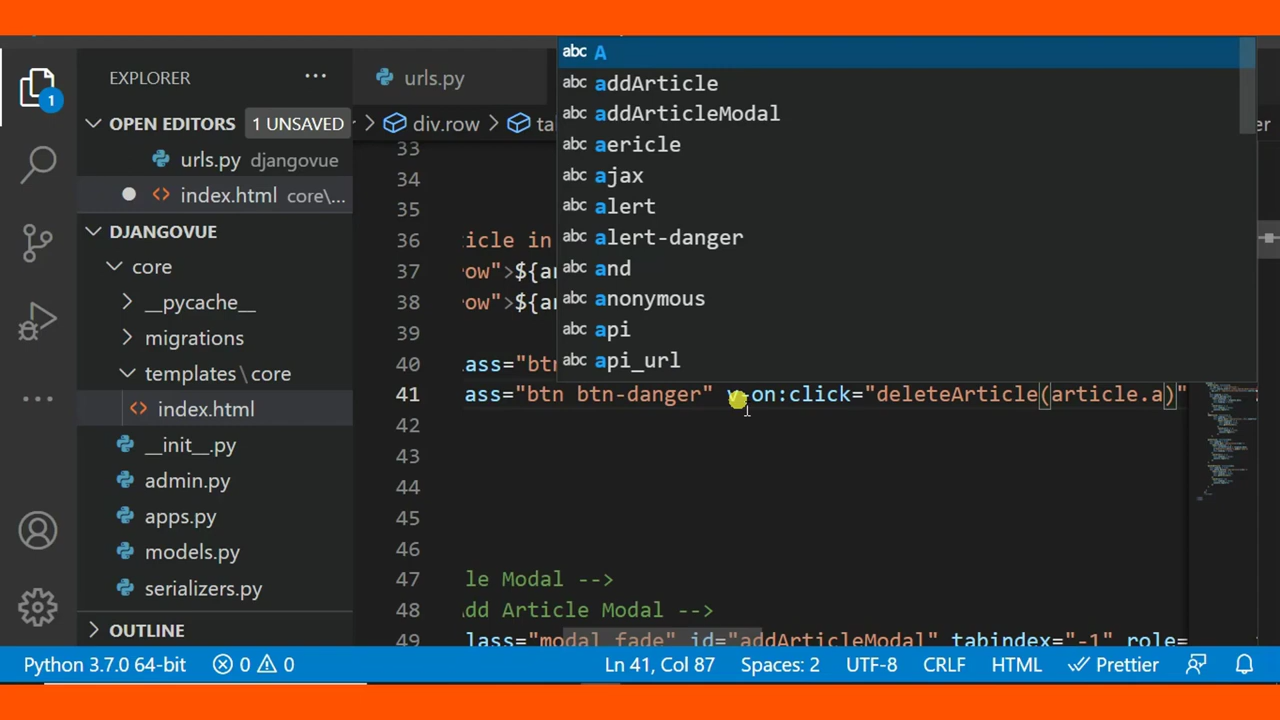 EXPLORER
urls.py
OPEN EDITORS
1 UNSAVED
div.row
urls.py djangovue
index.html core\...
DJANGOVUE
core
__pycache__
migrations
templates\core
index.html
__init__.py
admin.py
apps.py
models.py
serializers.py
OUTLINE
abc A
abc addArticle
abc addArticleModal
abc aericle
abc ajax
abc alert
abc alert-danger
abc and
abc anonymous
abc api
abc api_url
33
34
35
36 ticle in
37 row">${ar
38 row">${ar
39
40 ass="btn
41 ass="btn btn-danger" v-on:click="deleteArticle(article.a)"
42
43
44
45
46
47 le Modal -->
48 Add Article Modal -->
49 lass="modal fade" id="addArticleModal" tabindex="-1" role=
1
Python 3.7.0 64-bit 0 0 Ln 41, Col 87 Spaces: 2 UTF-8 CRLF HTML Prettier